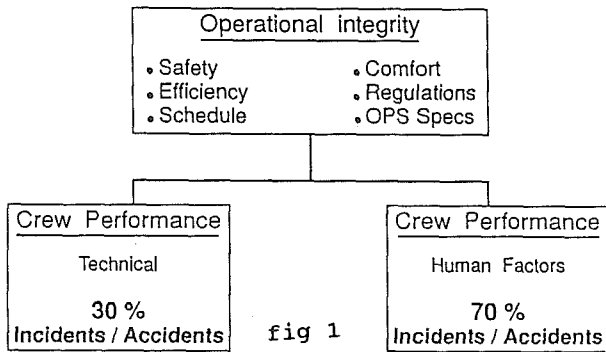 Operational integrity
• Safety
• Efficiency
• Schedule
• Comfort
• Regulations
• OPS Specs
Crew Performance
Technical
30 %
Incidents / Accidents
fig 1
Crew Performance
Human Factors
70 %
Incidents / Accidents